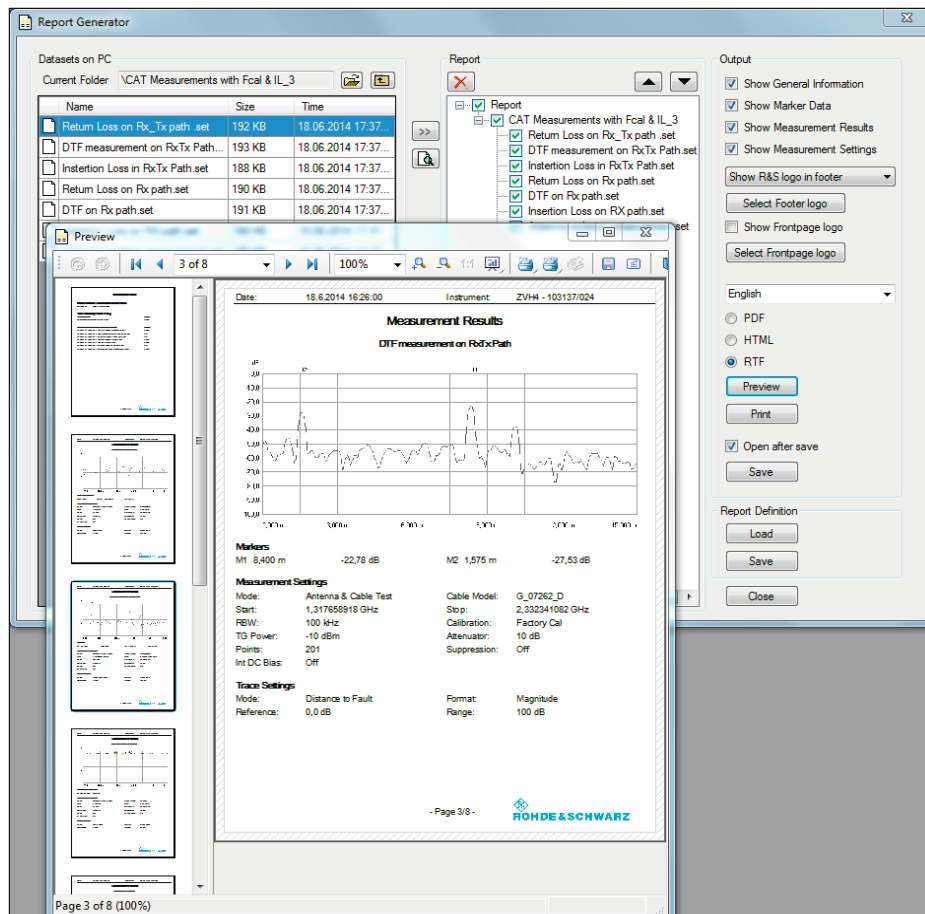 Report Generator
Datasets on PC
Current Folder \CAT Measurements with Fcal & IL_3
Name Size Time
Return Loss on Rx_Tx path .set 192 KB 18.06.2014 17:37...
DTF measurement on RxTx Path... 193 KB 18.06.2014 17:37...
Instertion Loss in RxTx Path.set 188 KB 18.06.2014 17:37...
Return Loss on Rx path.set 190 KB 18.06.2014 17:37...
DTF on Rx path.set 191 KB 18.06.2014 17:37...
>>
Report
Report
CAT Measurements with Fcal & IL_3
Return Loss on Rx_Tx path .set
DTF measurement on RxTx Path.set
Instertion Loss in RxTx Path.set
Return Loss on Rx path.set
DTF on Rx path.set
Insertion Loss on RX path.set
Output
Show General Information
Show Marker Data
Show Measurement Results
Show Measurement Settings
Show R&S logo in footer
Select Footer logo
Show Frontpage logo
Select Frontpage logo
English
PDF
HTML
RTF
Preview
Print
Open after save
Save
Report Definition
Load
Save
Close
Preview
3 of 8 100% 1:1
Date: 18.6.2014 16:26:00 Instrument: ZVH4 - 103137/024
Measurement Results
DTF measurement on RxTx Path
Markers
M1 8,400 m -22,78 dB M2 1,575 m -27,53 dB
Measurement Settings
Mode: Antenna & Cable Test Cable Model: G_07262_D
Start: 1,317658918 GHz Stop: 2,332341082 GHz
RBW: 100 kHz Calibration: Factory Cal
TG Power: -10 dBm Attenuator: 10 dB
Points: 201 Suppression: Off
Int DC Bias: Off
Trace Settings
Mode: Distance to Fault Format: Magnitude
Reference: 0,0 dB Range: 100 dB
- Page 3/8 -
ROHDE & SCHWARZ
Page 3 of 8 (100%)